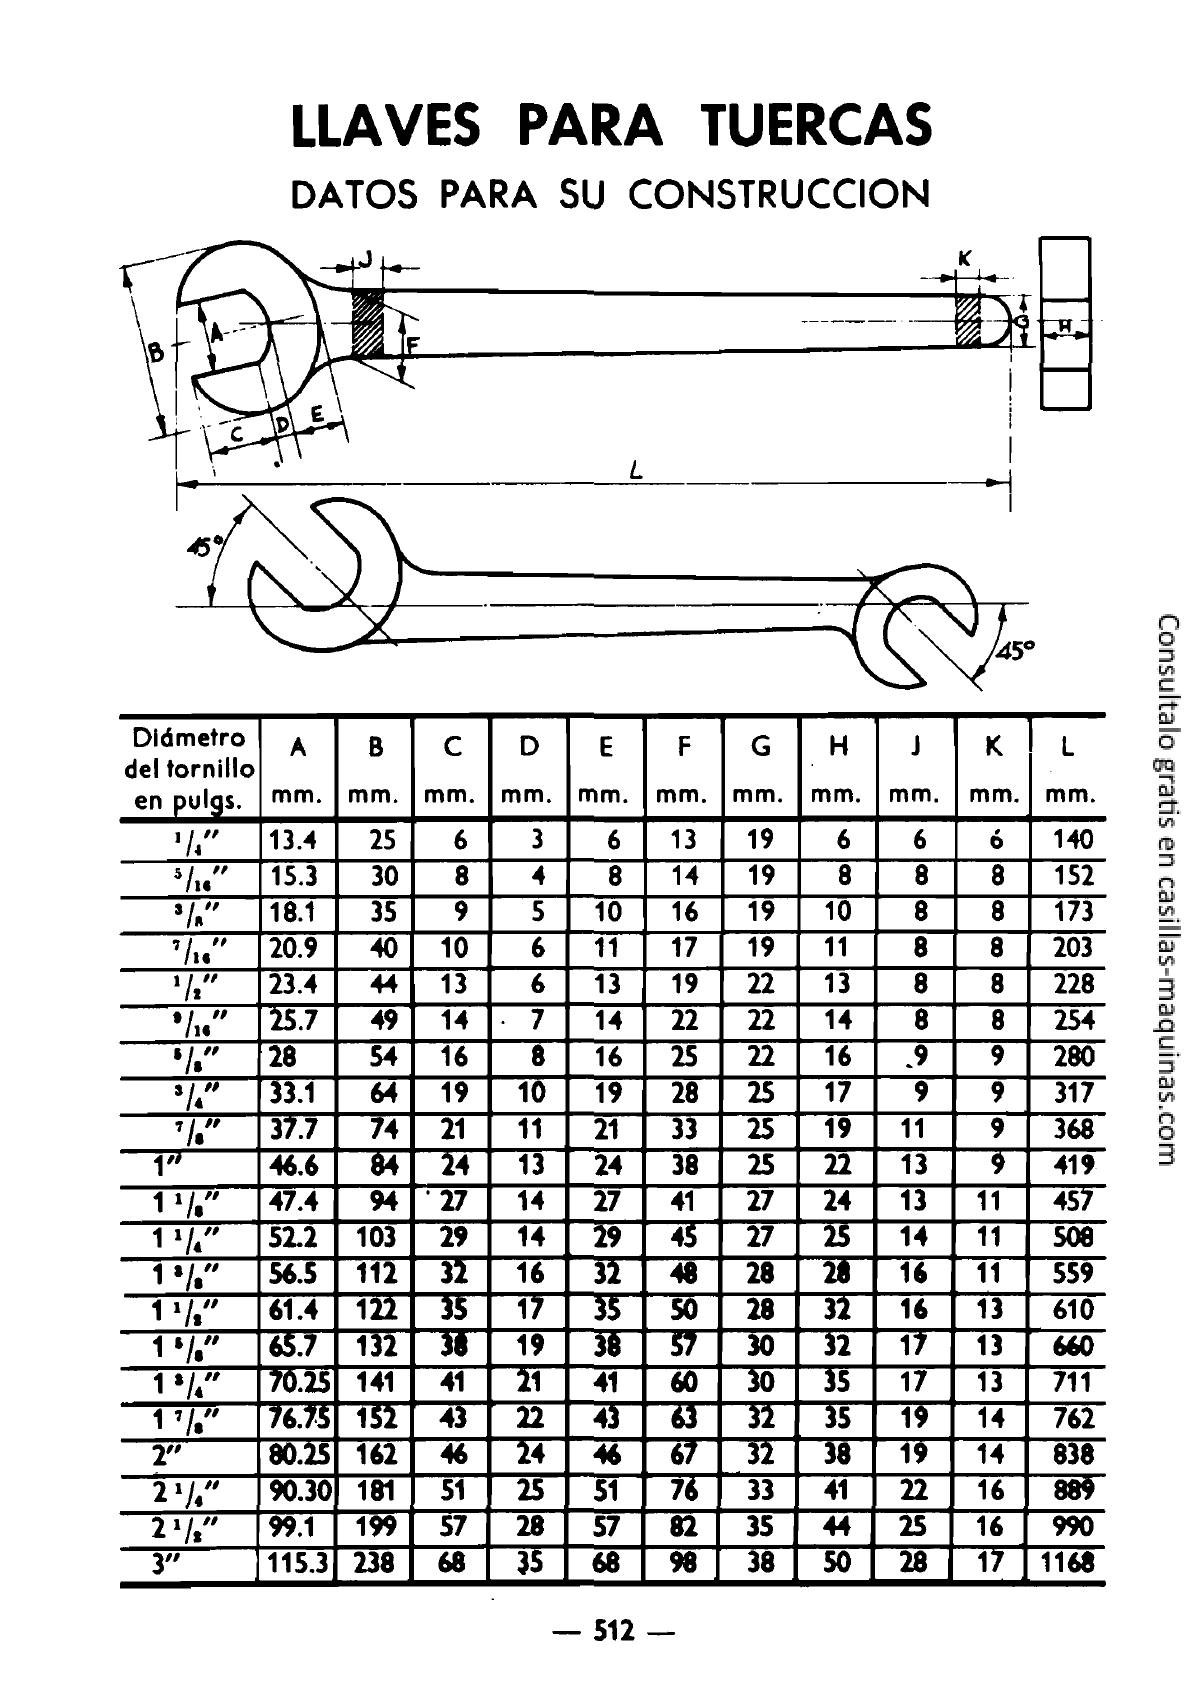 LLAVES PARA TUERCAS
DATOS PARA SU CONSTRUCCION
J
K
B
A
F
G
H
C
D
E
L
45°
45°
Diámetro del tornillo en pulgs. A mm. B mm. C mm. D mm. E mm. F mm. G mm. H mm. J mm. K mm. L mm.
1/4" 13.4 25 6 3 6 13 19 6 6 6 140
5/16" 15.3 30 8 4 8 14 19 8 8 8 152
3/8" 18.1 35 9 5 10 16 19 10 8 8 173
7/16" 20.9 40 10 6 11 17 19 11 8 8 203
1/2" 23.4 44 13 6 13 19 22 13 8 8 228
9/16" 25.7 49 14 7 14 22 22 14 8 8 254
5/8" 28 54 16 8 16 25 22 16 9 9 280
3/4" 33.1 64 19 10 19 28 25 17 9 9 317
7/8" 37.7 74 21 11 21 33 25 19 11 9 368
1" 46.6 84 24 13 24 38 25 22 13 9 419
1 1/8" 47.4 94 27 14 27 41 27 24 13 11 457
1 1/4" 52.2 103 29 14 29 45 27 25 14 11 508
1 3/8" 56.5 112 32 16 32 48 28 28 16 11 559
1 1/2" 61.4 122 35 17 35 50 28 32 16 13 610
1 5/8" 65.7 132 38 19 38 57 30 32 17 13 660
1 3/4" 70.25 141 41 21 41 60 30 35 17 13 711
1 7/8" 76.75 152 43 22 43 63 32 35 19 14 762
2" 80.25 162 46 24 46 67 32 38 19 14 838
2 1/4" 90.30 181 51 25 51 76 33 41 22 16 889
2 1/2" 99.1 199 57 28 57 82 35 44 25 16 990
3" 115.3 238 68 35 68 98 38 50 28 17 1168
— 512 —
Consultalo gratis en casillas-maquinas.com